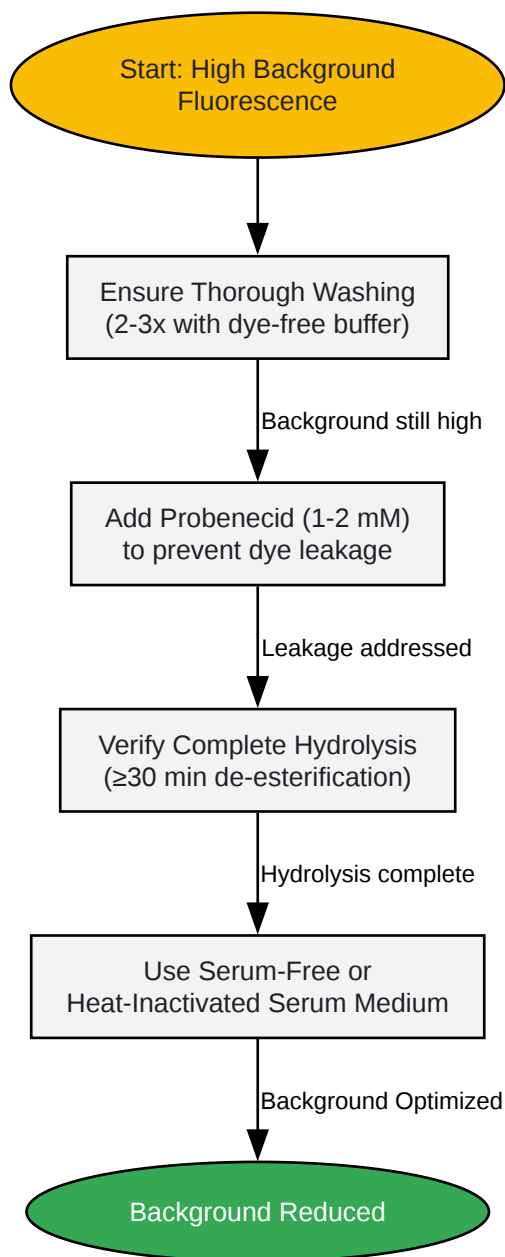 Start: High Background
Fluorescence
Ensure Thorough Washing
(2-3x with dye-free buffer)
Background still high
Add Probenecid (1-2 mM)
to prevent dye leakage
Leakage addressed
Verify Complete Hydrolysis
(≥30 min de-esterification)
Hydrolysis complete
Use Serum-Free or
Heat-Inactivated Serum Medium
Background Optimized
Background Reduced